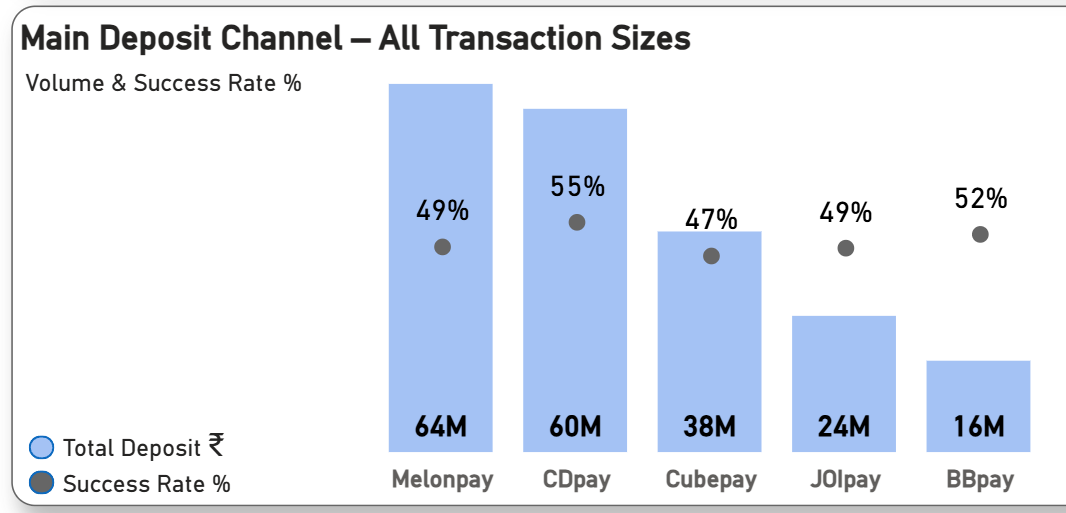 Main Deposit Channel – All Transaction Sizes
Volume & Success Rate %
49%
55%
47%
49%
52%
64M
60M
38M
24M
16M
Melonpay
CDpay
Cubepay
JOIpay
BBpay
Total Deposit ₹
Success Rate %